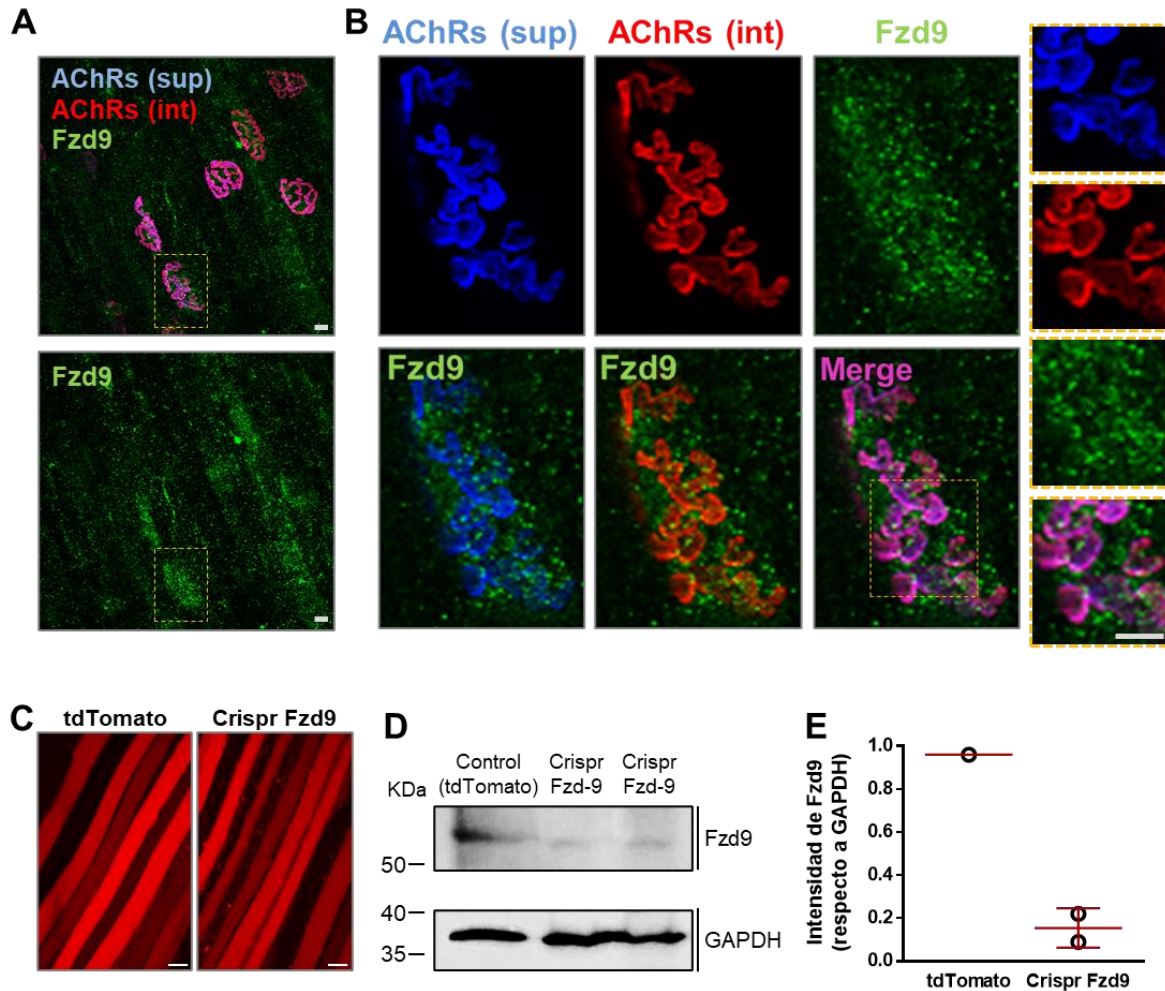 A
AChRs (sup)
AChRs (int)
Fzd9
Fzd9
B
AChRs (sup)
AChRs (int)
Fzd9
Fzd9
Fzd9
Merge
C
tdTomato
Crispr Fzd9
D
Control
(tdTomato)
Crispr
Fzd-9
Crispr
Fzd-9
KDa
50
Fzd9
40
35
GAPDH
E
Intensidad de Fzd9
(respecto a GAPDH)
1.0
0.8
0.6
0.4
0.2
0.0
tdTomato
Crispr Fzd9